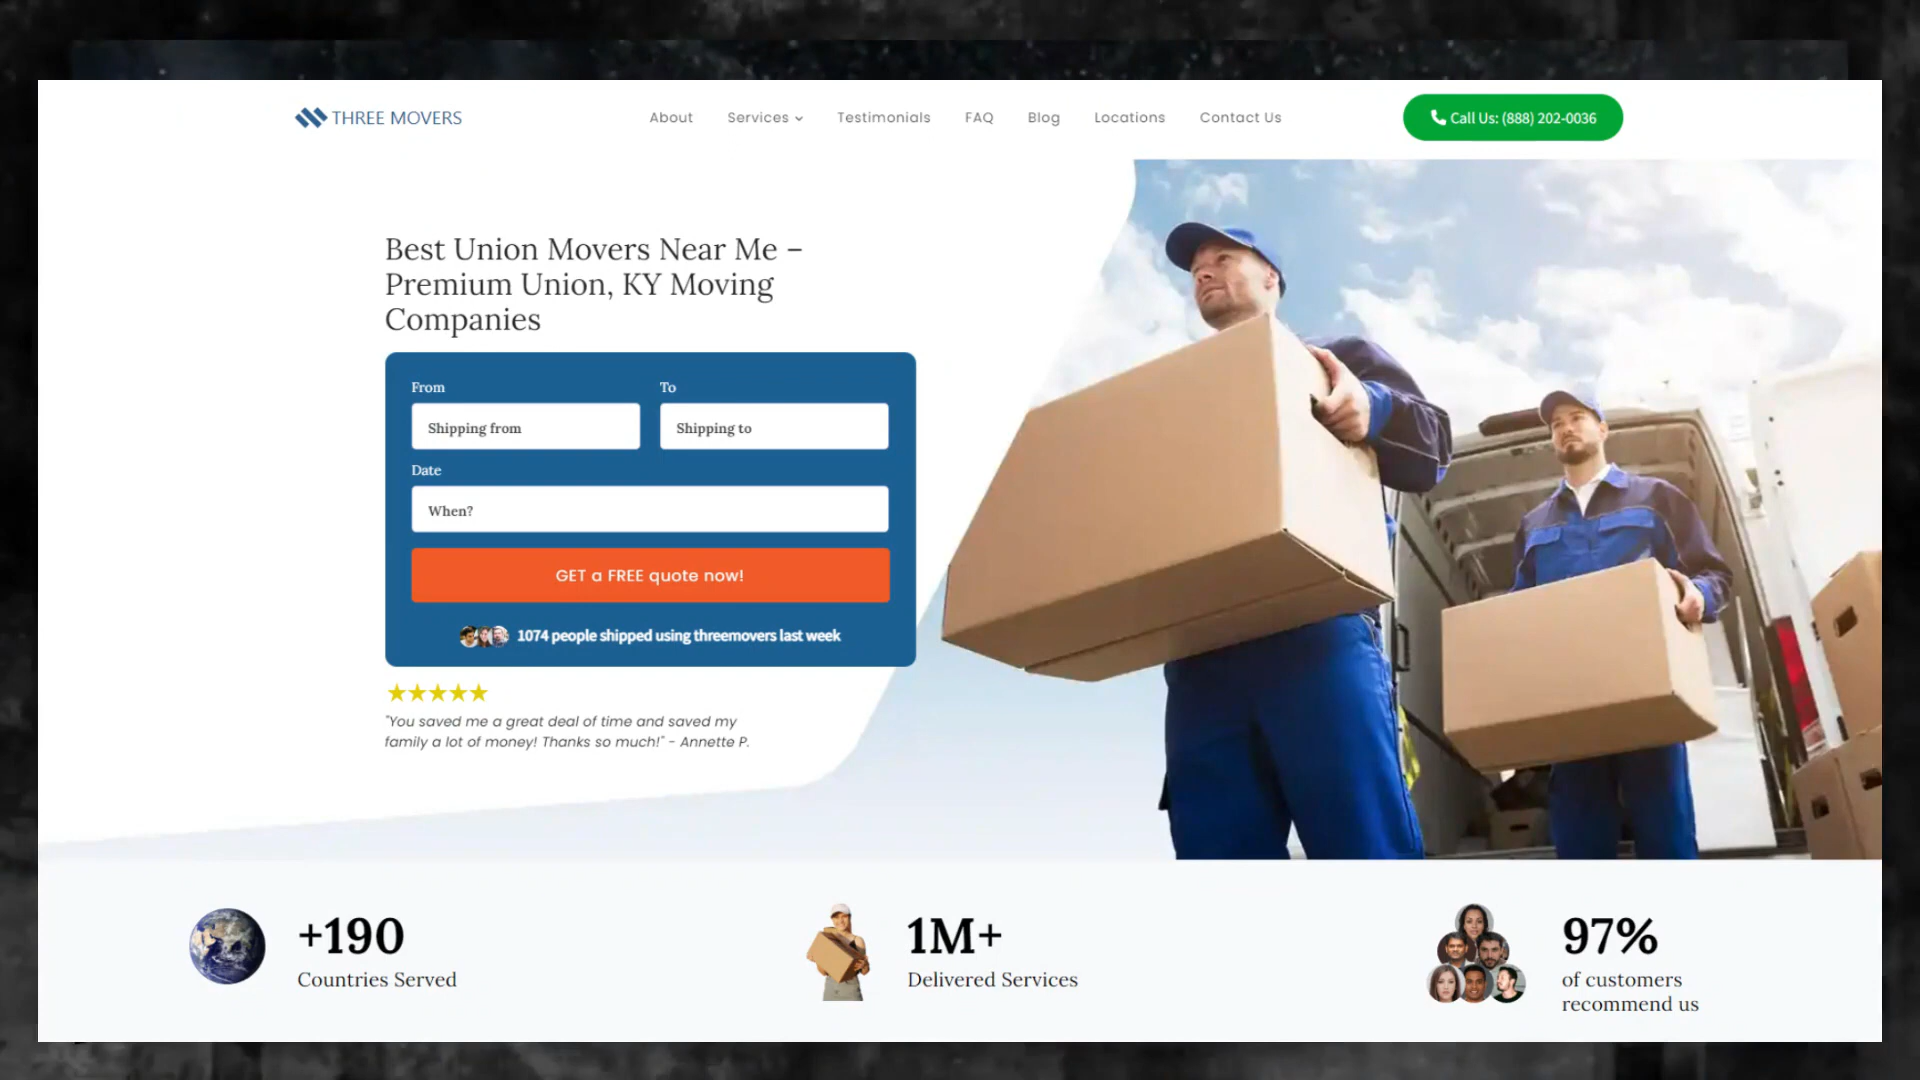 THREE MOVERS
About
Services
Testimonials
FAQ
Blog
Locations
Contact Us
Call Us: (888) 202-0036
Best Union Movers Near Me –
Premium Union, KY Moving
Companies
From
To
Shipping from
Shipping to
Date
When?
GET a FREE quote now!
1074 people shipped using threemovers last week
"You saved me a great deal of time and saved my
family a lot of money! Thanks so much!" - Annette P.
+190
Countries Served
1M+
Delivered Services
97%
of customers
recommend us